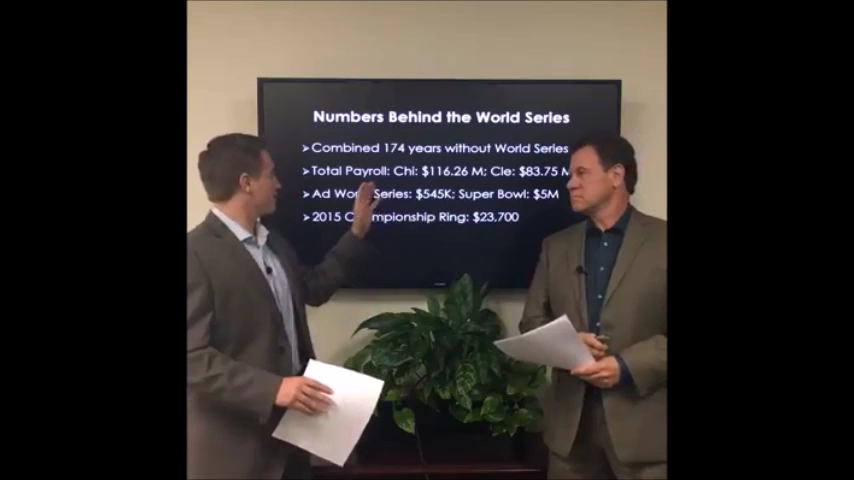 Numbers Behind the World Series
➤Combined 174 years without World Series
➤Total Payroll: Chi: $116.26 M; Cle: $83.75 M
➤Ad World Series: $545K; Super Bowl: $5M
➤2015 Championship Ring: $23,700